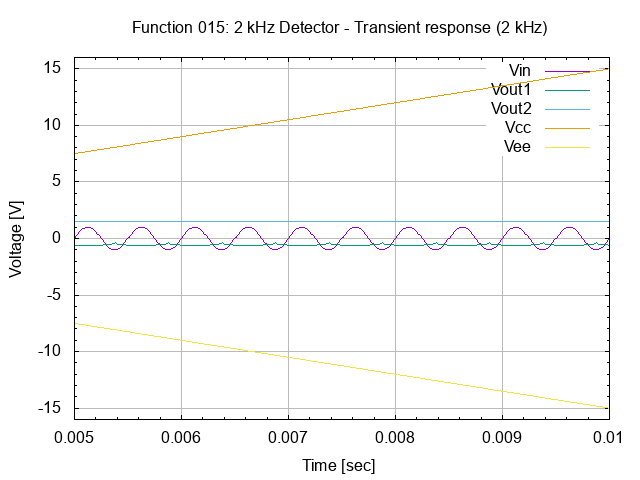 Function 015: 2 kHz Detector - Transient response (2 kHz)
Vin
Vout1
Vout2
Vcc
Vee
15
10
5
0
-5
-10
-15
Voltage [V]
0.005 0.006 0.007 0.008 0.009 0.01
Time [sec]